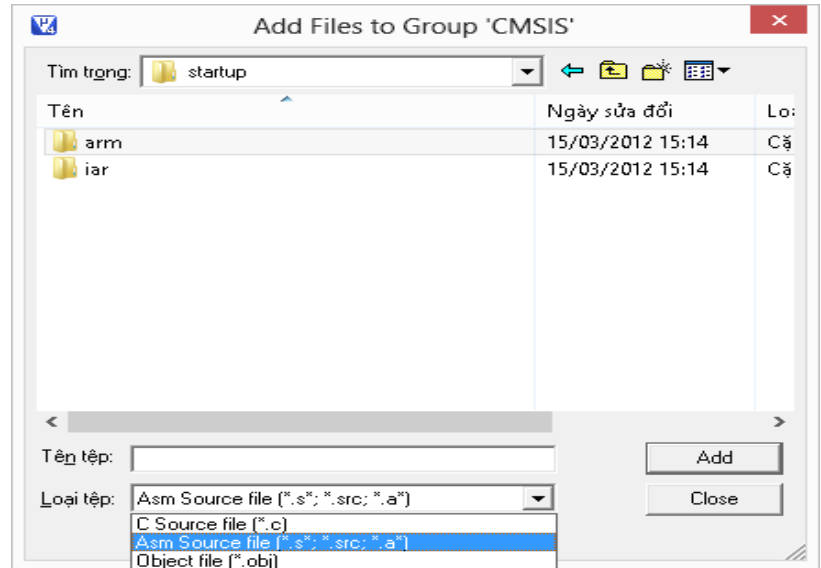 Add Files to Group 'CMSIS'
Tìm trong: startup
Tên Ngày sửa đổi
arm 15/03/2012 15:14
iar 15/03/2012 15:14
Tên tệp: Add
Loại tệp: Asm Source file (*.s*; *.src; *.a*) Close
C Source file (*.c)
Asm Source file (*.s*; *.src; *.a*)
Object file (*.obj)